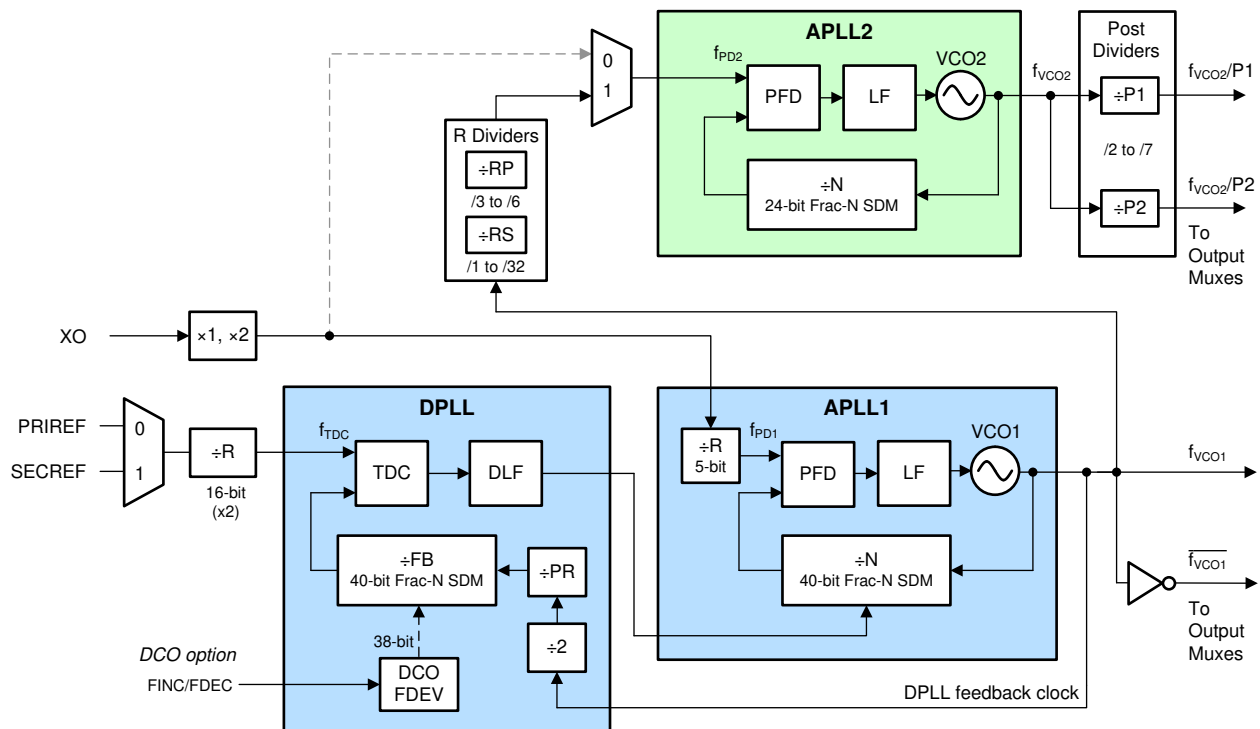 APLL2
Post
Dividers
0
1
fPD2
PFD
LF
VCO2
fVCO2
÷P1
fVCO2/P1
R Dividers
÷RP
/3 to /6
÷RS
/1 to /32
÷N
24-bit Frac-N SDM
/2 to /7
÷P2
fVCO2/P2
To
Output
Muxes
XO
×1, ×2
DPLL
APLL1
PRIREF
SECREF
0
1
÷R
16-bit
(x2)
fTDC
TDC
DLF
÷R
5-bit
fPD1
PFD
LF
VCO1
fVCO1
÷FB
40-bit Frac-N SDM
÷PR
÷N
40-bit Frac-N SDM
fVCO1
To
Output
Muxes
38-bit
÷2
DCO option
FINC/FDEC
DCO
FDEV
DPLL feedback clock